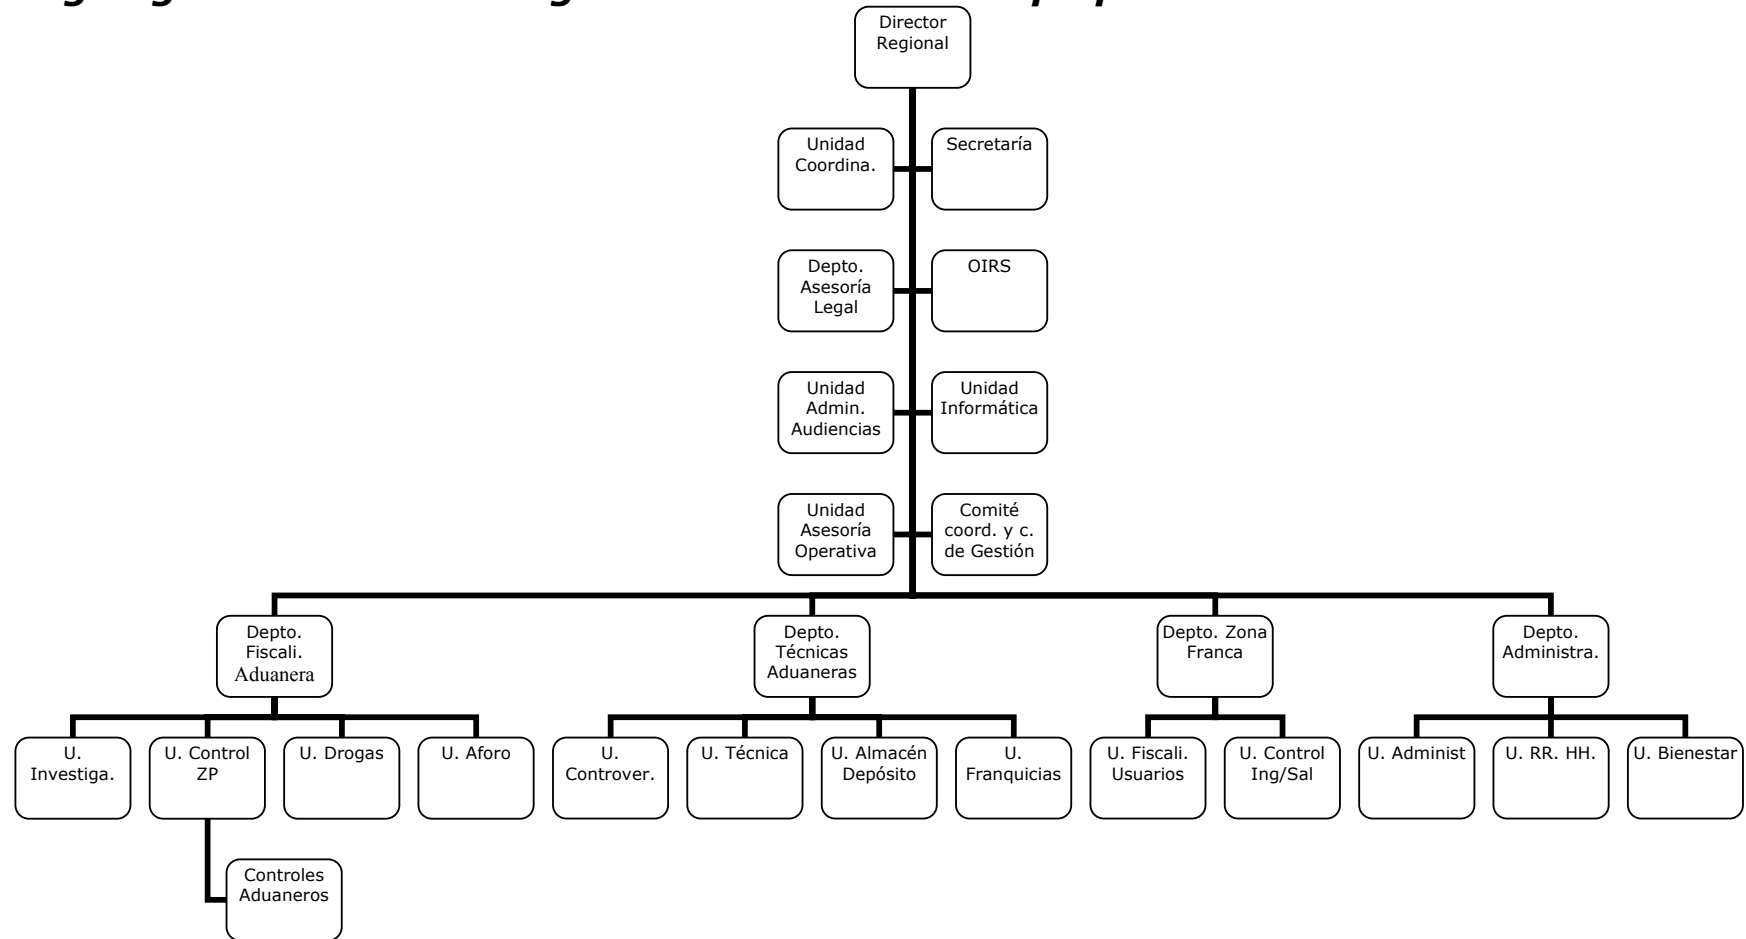 Director
Regional
Unidad
Coordina.
Secretaría
Depto.
Asesoría
Legal
OIRS
Unidad
Admin.
Audiencias
Unidad
Informática
Unidad
Asesoría
Operativa
Comité
coord. y c.
de Gestión
Depto.
Fiscali.
Aduanera
Depto.
Técnicas
Aduaneras
Depto. Zona
Franca
Depto.
Administra.
U.
Investiga.
U. Control
ZP
U. Drogas
U. Aforo
U.
Controver.
U. Técnica
U. Almacén
Depósito
U.
Franquicias
U. Fiscali.
Usuarios
U. Control
Ing/Sal
U. Administ
U. RR. HH.
U. Bienestar
Controles
Aduaneros